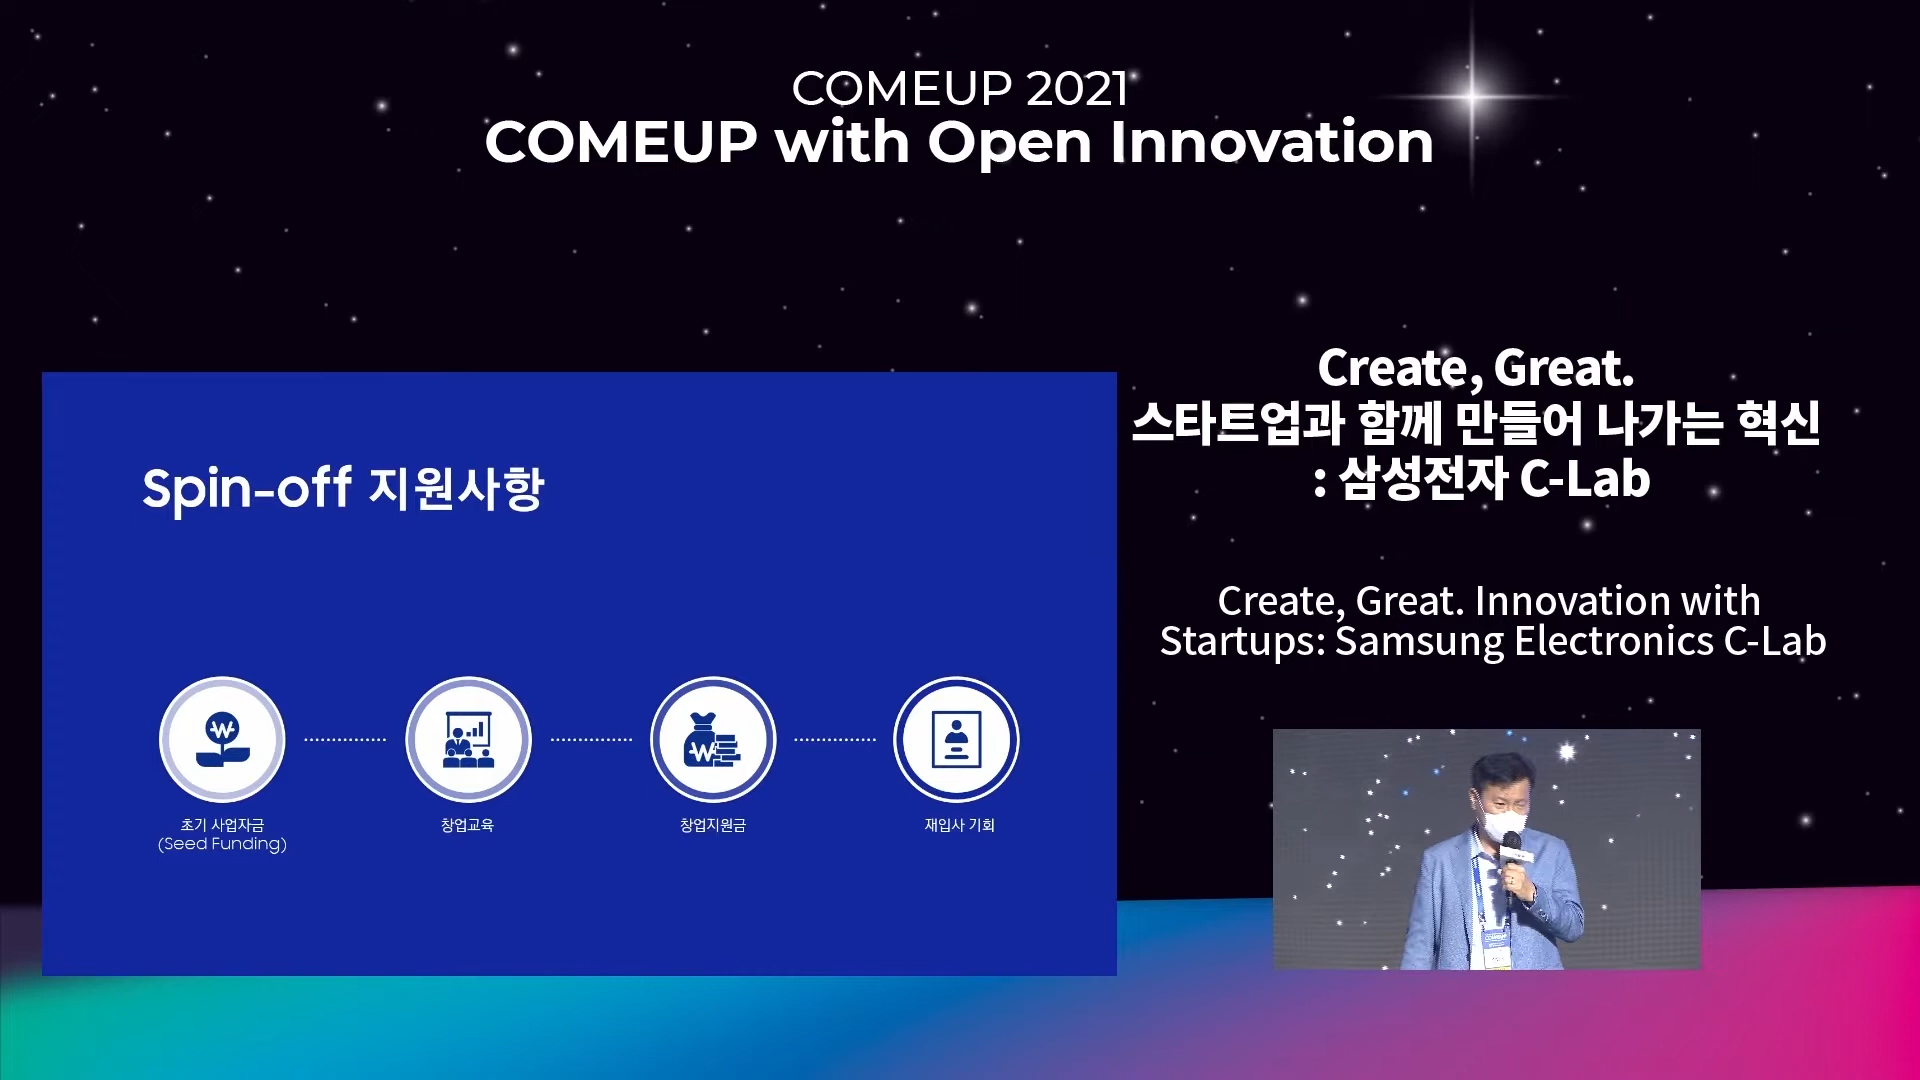 COMEUP 2021
COMEUP with Open Innovation
Create, Great.
스타트업과 함께 만들어 나가는 혁신
: 삼성전자 C-Lab
Create, Great. Innovation with
Startups: Samsung Electronics C-Lab
Spin-off 지원사항
초기 사업자금
(Seed Funding)
창업교육
창업지원금
재입사 기회